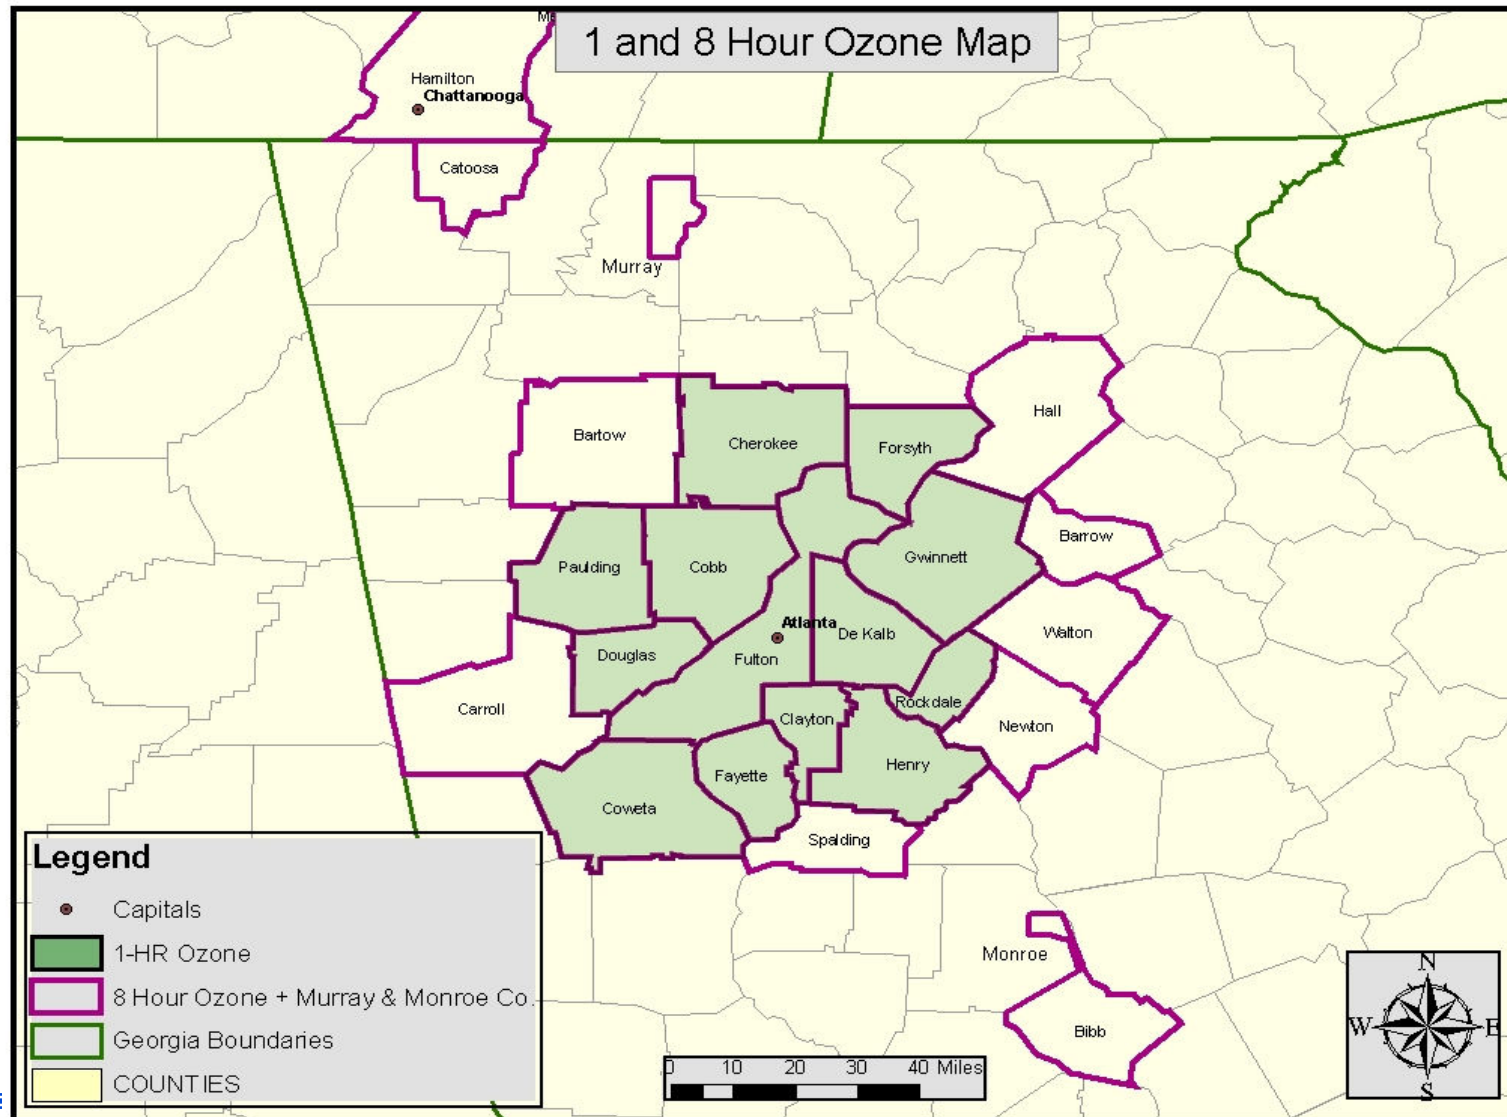 Me
1 and 8 Hour Ozone Map
Hamilton
Chattanooga
Catoosa
Murray
Hall
Bartow
Cherokee
Forsyth
Barrow
Gwinnett
Paulding
Cobb
Atlanta
De Kalb
Walton
Douglas
Fulton
Carroll
Rockdale
Clayton
Newton
Henry
Fayette
Coweta
Spalding
Monroe
Bibb
Legend
Capitals
1-HR Ozone
8 Hour Ozone + Murray & Monroe Co.
Georgia Boundaries
COUNTIES
0 10 20 30 40 Miles
N
W E
S